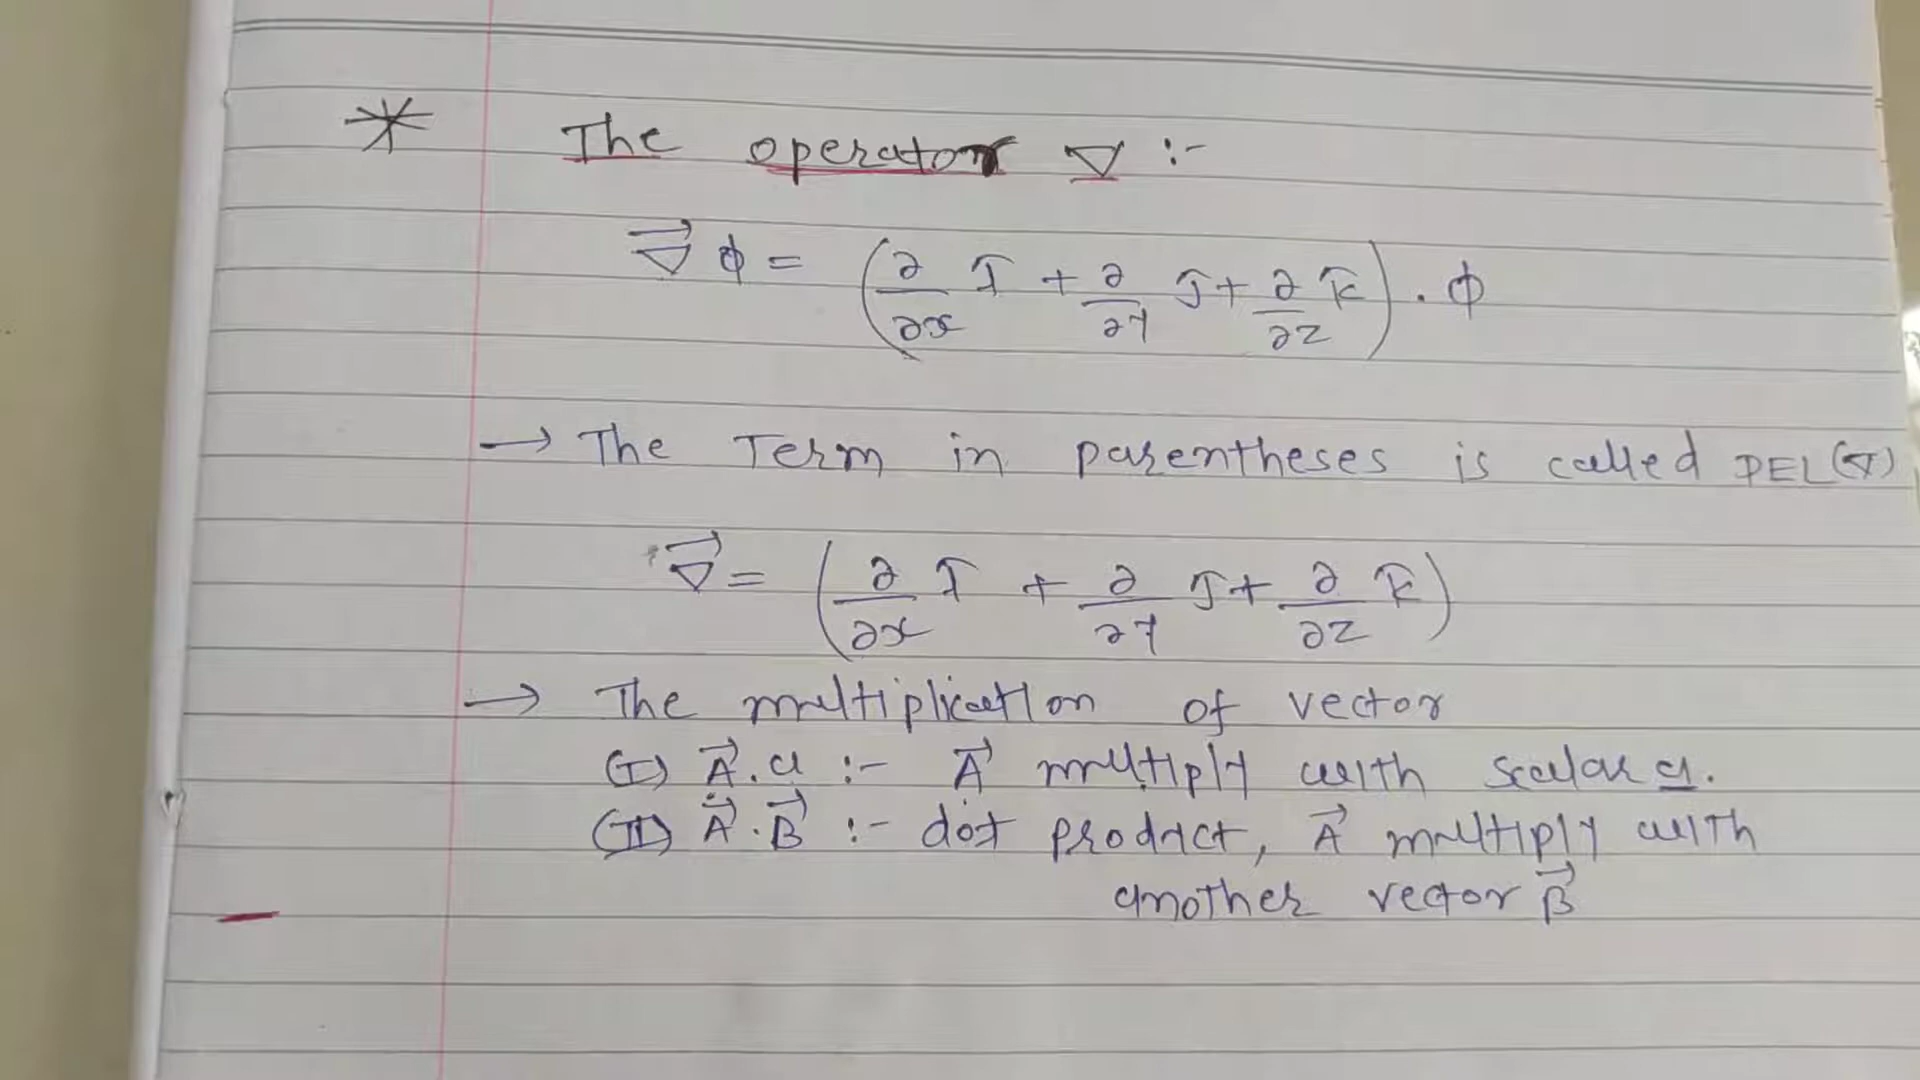 * The operator ∇ :-
∇⃗ ϕ = (∂/∂x î + ∂/∂y ĵ + ∂/∂z k̂) . ϕ
→ The Term in parentheses is called DEL(∇)
∇⃗ = (∂/∂x î + ∂/∂y ĵ + ∂/∂z k̂)
→ The multiplication of vector
(I) A⃗.a :- A⃗ multiply with scalar a.
(II) A⃗.B⃗ :- dot product, A⃗ multiply with
another vector B⃗